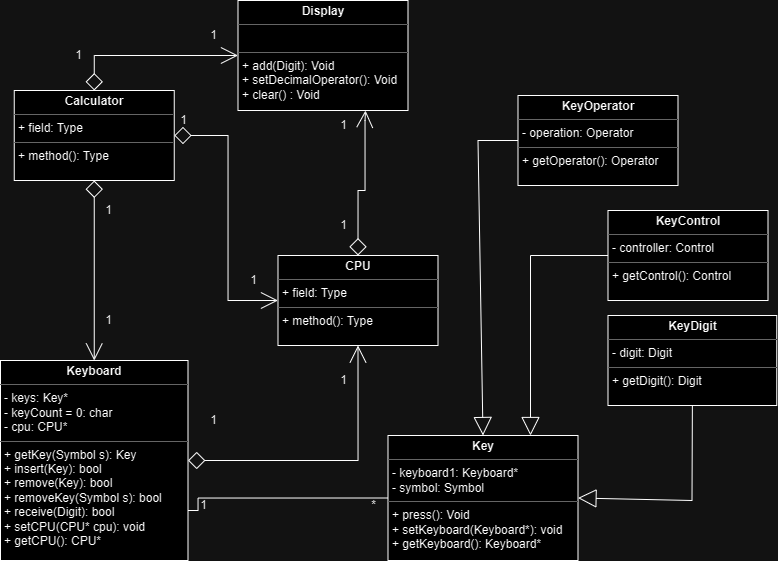 Display
+ add(Digit): Void
+ setDecimalOperator(): Void
+ clear() : Void
1
1
Calculator
+ field: Type
+ method(): Type
1
1
1
1
1
KeyOperator
- operation: Operator
+ getOperator(): Operator
KeyControl
- controller: Control
+ getControl(): Control
CPU
+ field: Type
+ method(): Type
1
1
KeyDigit
- digit: Digit
+ getDigit(): Digit
Keyboard
- keys: Key*
- keyCount = 0: char
- cpu: CPU*
+ getKey(Symbol s): Key
+ insert(Key): bool
+ remove(Key): bool
+ removeKey(Symbol s): bool
+ receive(Digit): bool
+ setCPU(CPU* cpu): void
+ getCPU(): CPU*
1
1
1
*
Key
- keyboard1: Keyboard*
- symbol: Symbol
+ press(): Void
+ setKeyboard(Keyboard*): void
+ getKeyboard(): Keyboard*